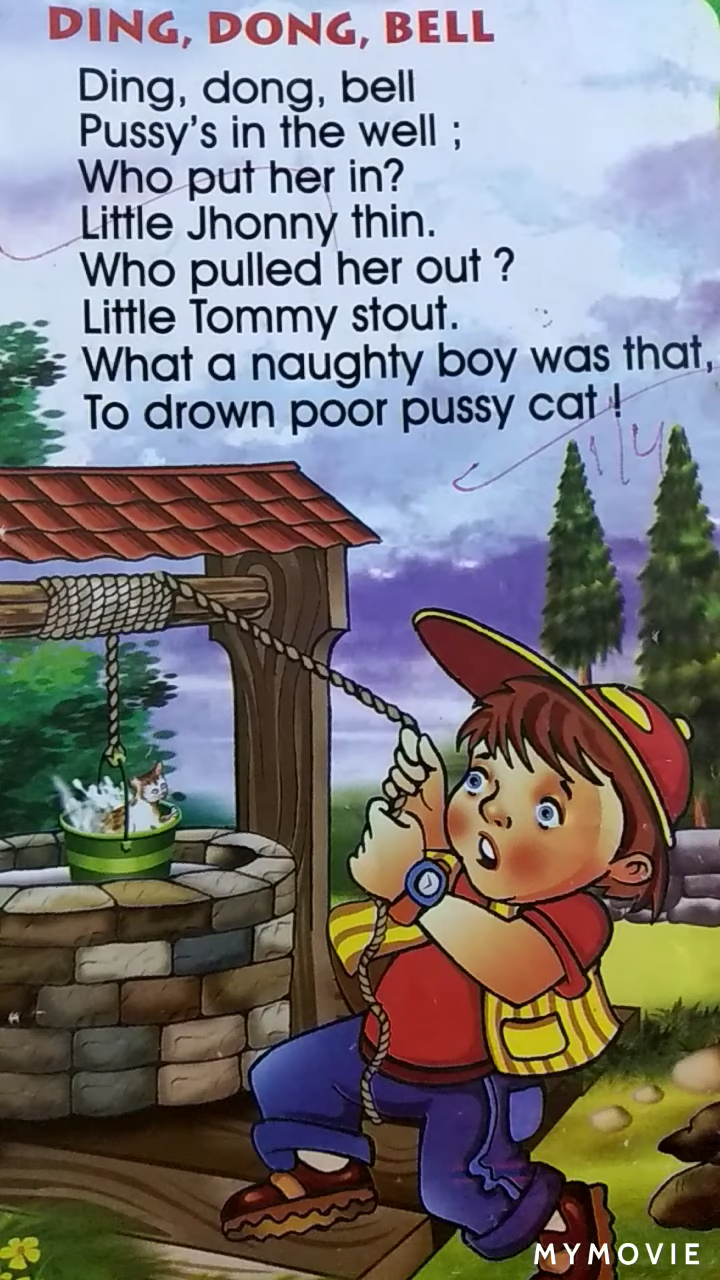 DING, DONG, BELL
Ding, dong, bell
Pussy's in the well ;
Who put her in?
Little Jhonny thin.
Who pulled her out ?
Little Tommy stout.
What a naughty boy was that,
To drown poor pussy cat !
MYMOVIE